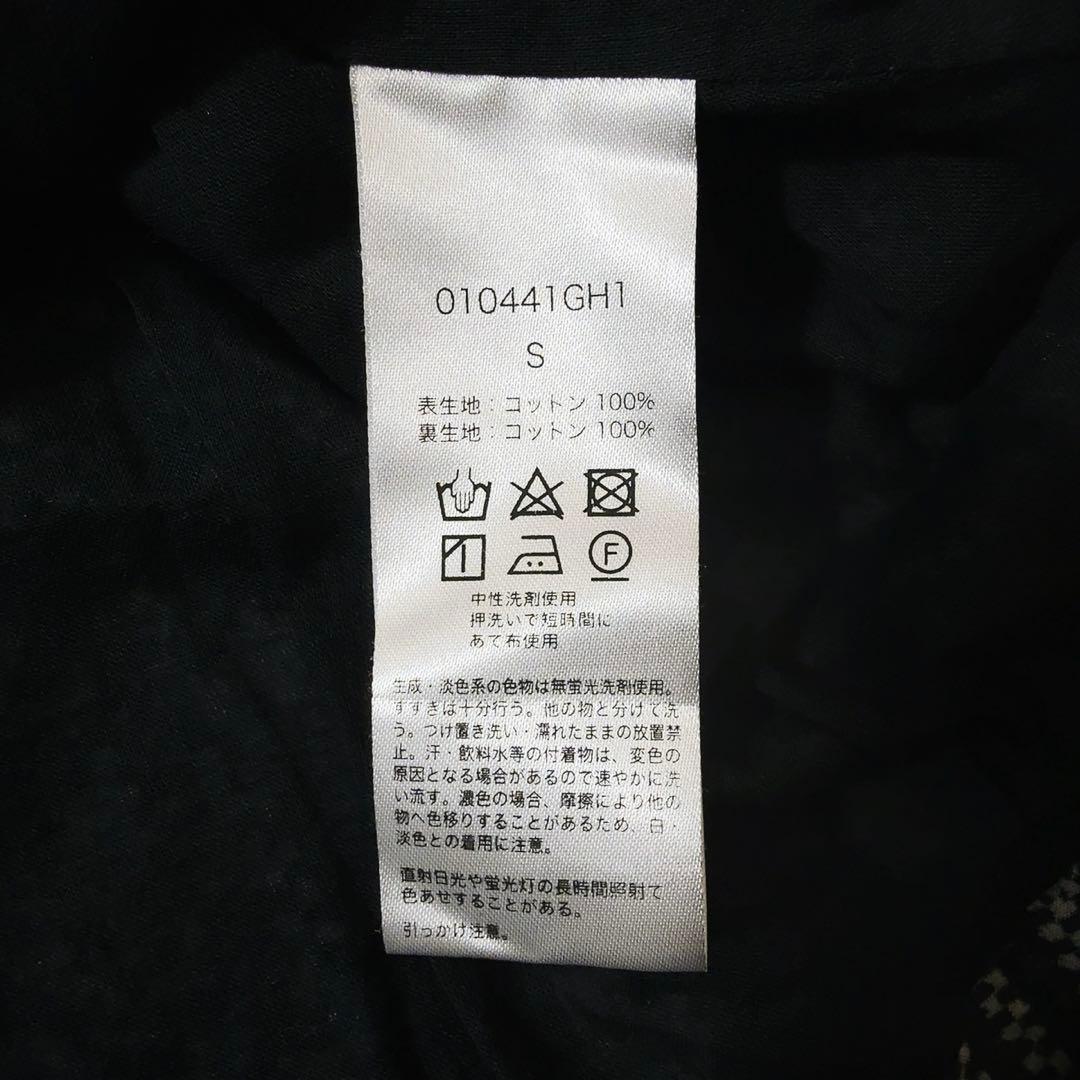 010441GH1
S
表生地：コットン 100%
裏生地：コットン 100%
F
中性洗剤使用
押洗いで短時間に
あて布使用
生成・淡色系の色物は無蛍光洗剤使用。
すすぎは十分行う。他の物と分けて洗
う。つけ置き洗い・濡れたままの放置禁
止。汗・飲料水等の付着物は、変色の
原因となる場合があるので速やかに洗
い流す。濃色の場合、摩擦により他の
物へ色移りすることがあるため、白・
淡色との着用に注意。
直射日光や蛍光灯の長時間照射で
色あせすることがある。
引っかけ注意。